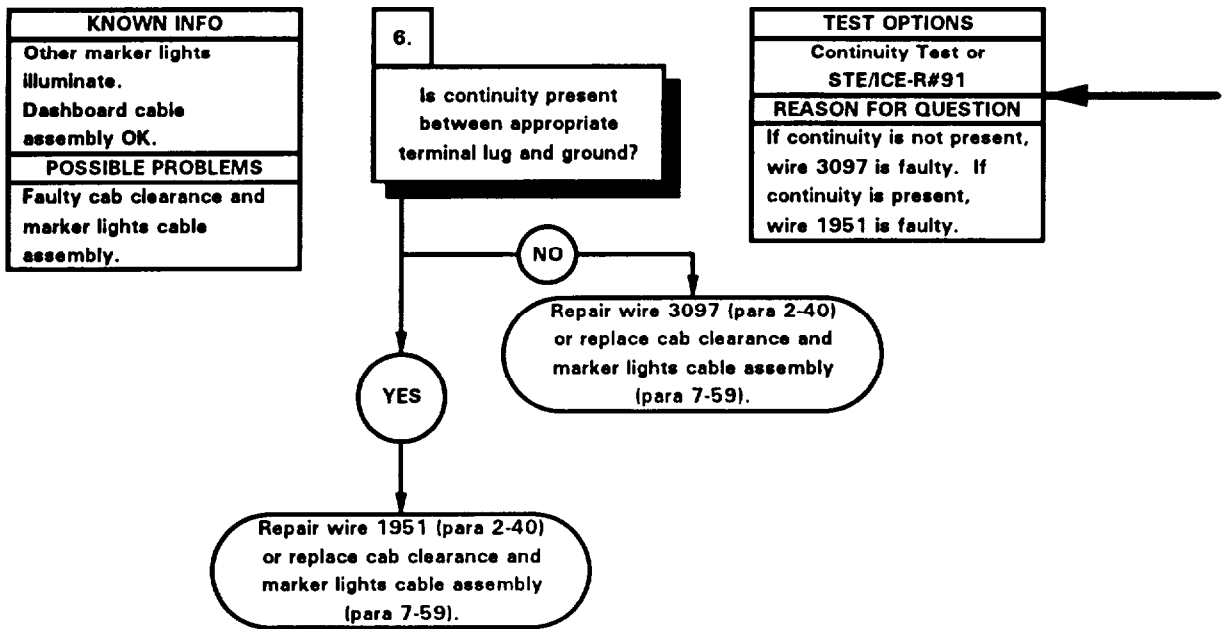 KNOWN INFO
Other marker lights
illuminate.
Dashboard cable
assembly OK.
POSSIBLE PROBLEMS
Faulty cab clearance and
marker lights cable
assembly.
6.
Is continuity present
between appropriate
terminal lug and ground?
TEST OPTIONS
Continuity Test or
STE/ICE-R#91
REASON FOR QUESTION
If continuity is not present,
wire 3097 is faulty. If
continuity is present,
wire 1951 is faulty.
NO
Repair wire 3097 (para 2-40)
or replace cab clearance and
marker lights cable assembly
(para 7-59).
YES
Repair wire 1951 (para 2-40)
or replace cab clearance and
marker lights cable assembly
(para 7-59).